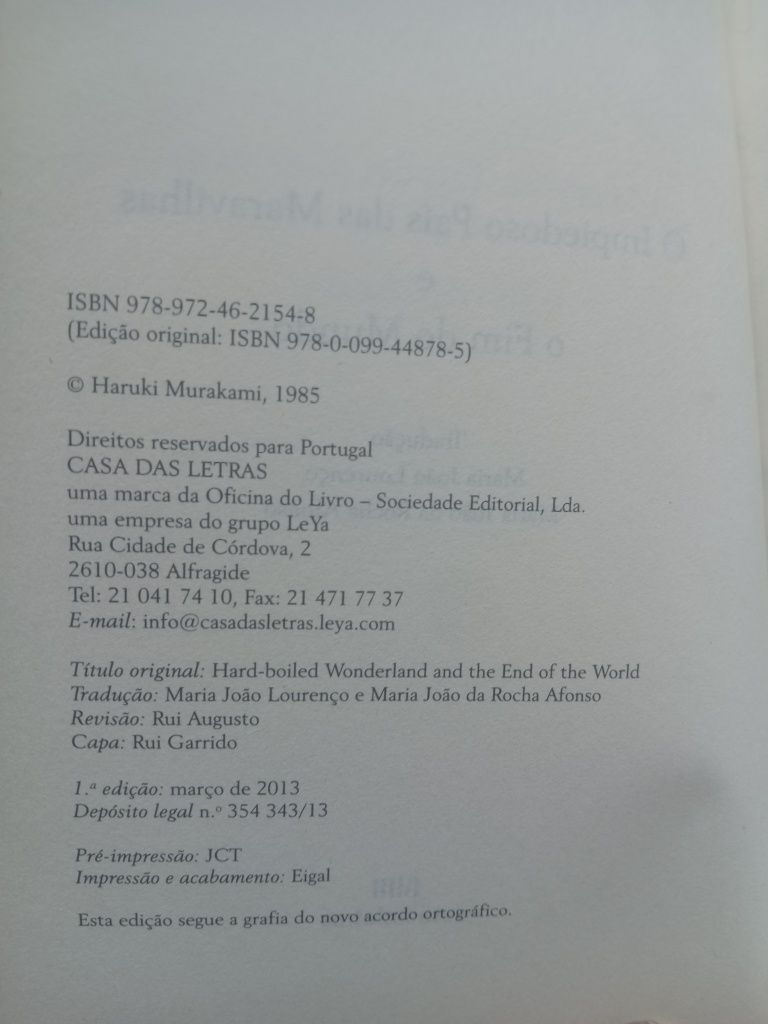 ISBN 978-972-46-2154-8
(Edição original: ISBN 978-0-099-44878-5)
© Haruki Murakami, 1985
Direitos reservados para Portugal
CASA DAS LETRAS
uma marca da Oficina do Livro – Sociedade Editorial, Lda.
uma empresa do grupo LeYa
Rua Cidade de Córdova, 2
2610-038 Alfragide
Tel: 21 041 74 10, Fax: 21 471 77 37
E-mail: info@casadasletras.leya.com
Título original: Hard-boiled Wonderland and the End of the World
Tradução: Maria João Lourenço e Maria João da Rocha Afonso
Revisão: Rui Augusto
Capa: Rui Garrido
1.ª edição: março de 2013
Depósito legal n.º 354 343/13
Pré-impressão: JCT
Impressão e acabamento: Eigal
Esta edição segue a grafia do novo acordo ortográfico.